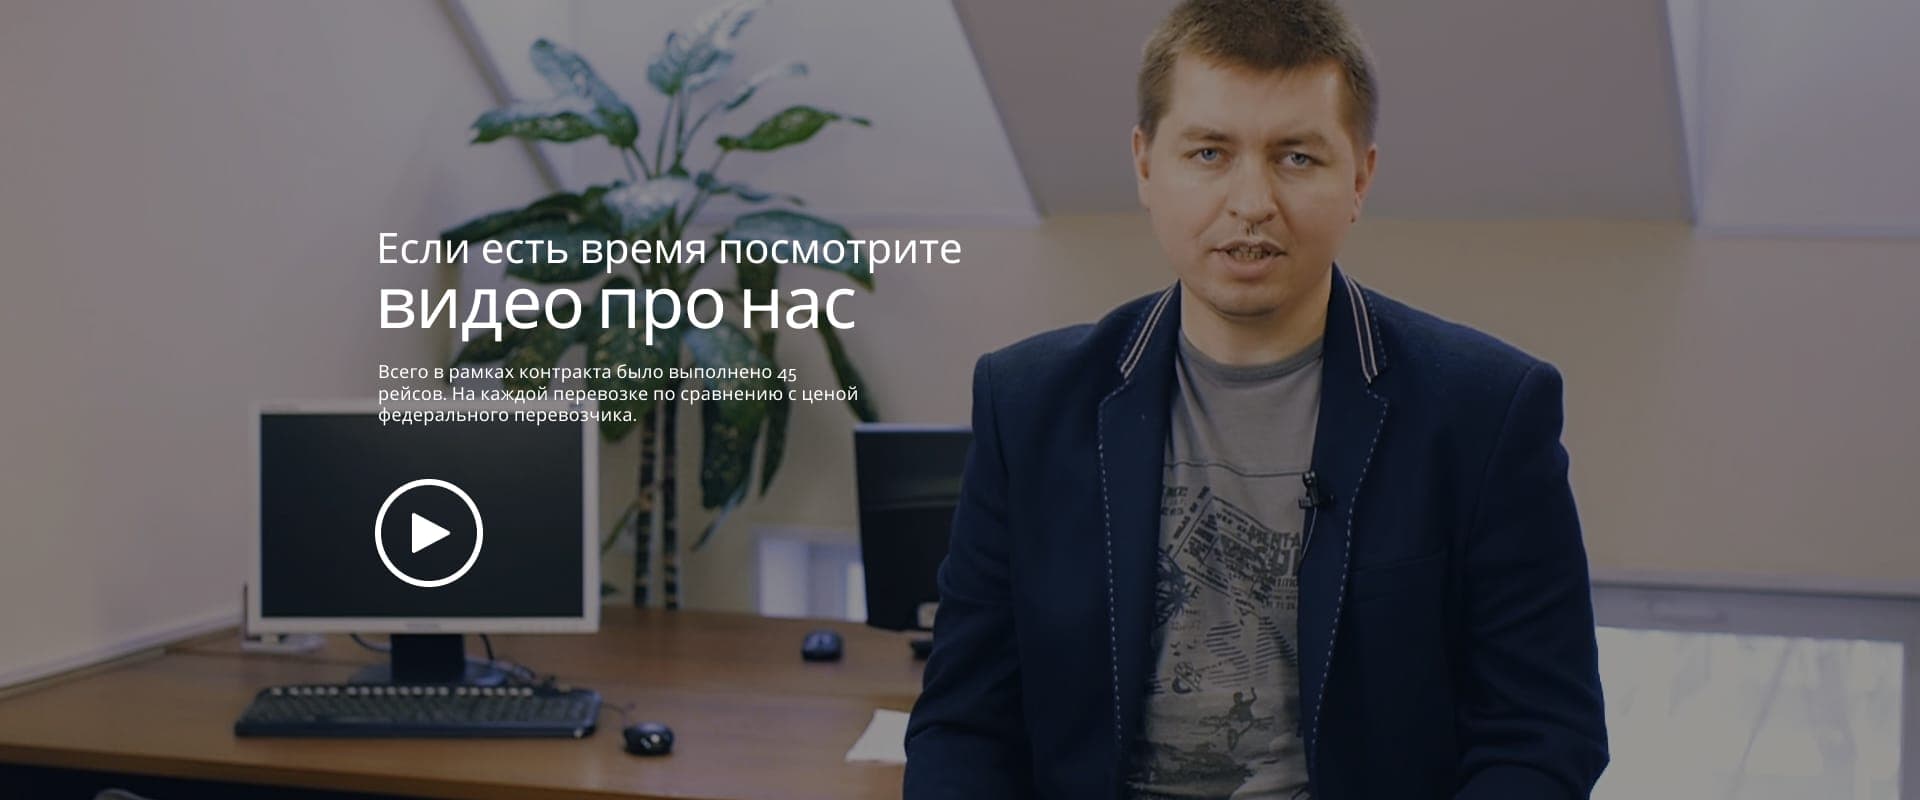 Если есть время посмотрите
видео про нас
Всего в рамках контракта было выполнено 45
рейсов. На каждой перевозке по сравнению с ценой
федерального перевозчика.